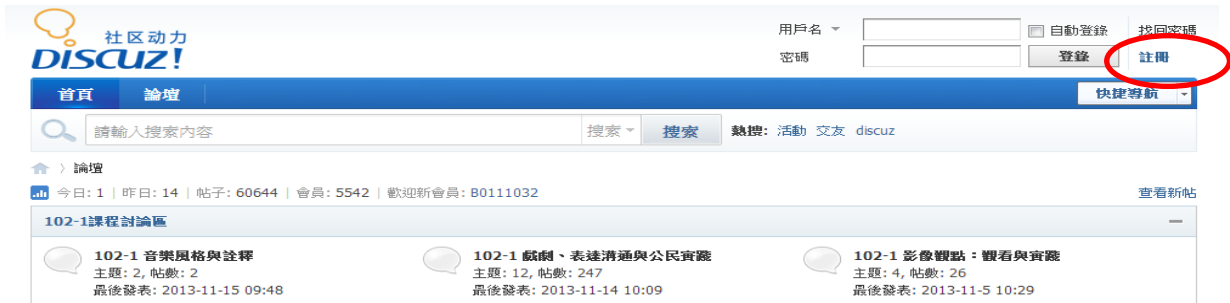 社区动力
DISCUZ!
用戶名 自動登錄 找回密碼
密碼 登錄 註冊
首頁 論壇 快捷導航
請輸入搜索內容 搜索 搜索 熱搜: 活動 交友 discuz
論壇
今日: 1 | 昨日: 14 | 帖子: 60644 | 會員: 5542 | 歡迎新會員: B0111032 查看新帖
102-1課程討論區
102-1 音樂風格與詮釋 102-1 戲劇、表達溝通與公民實踐 102-1 影像觀點：觀看與實踐
主題: 2, 帖數: 2 主題: 12, 帖數: 247 主題: 4, 帖數: 26
最後發表: 2013-11-15 09:48 最後發表: 2013-11-14 10:09 最後發表: 2013-11-5 10:29